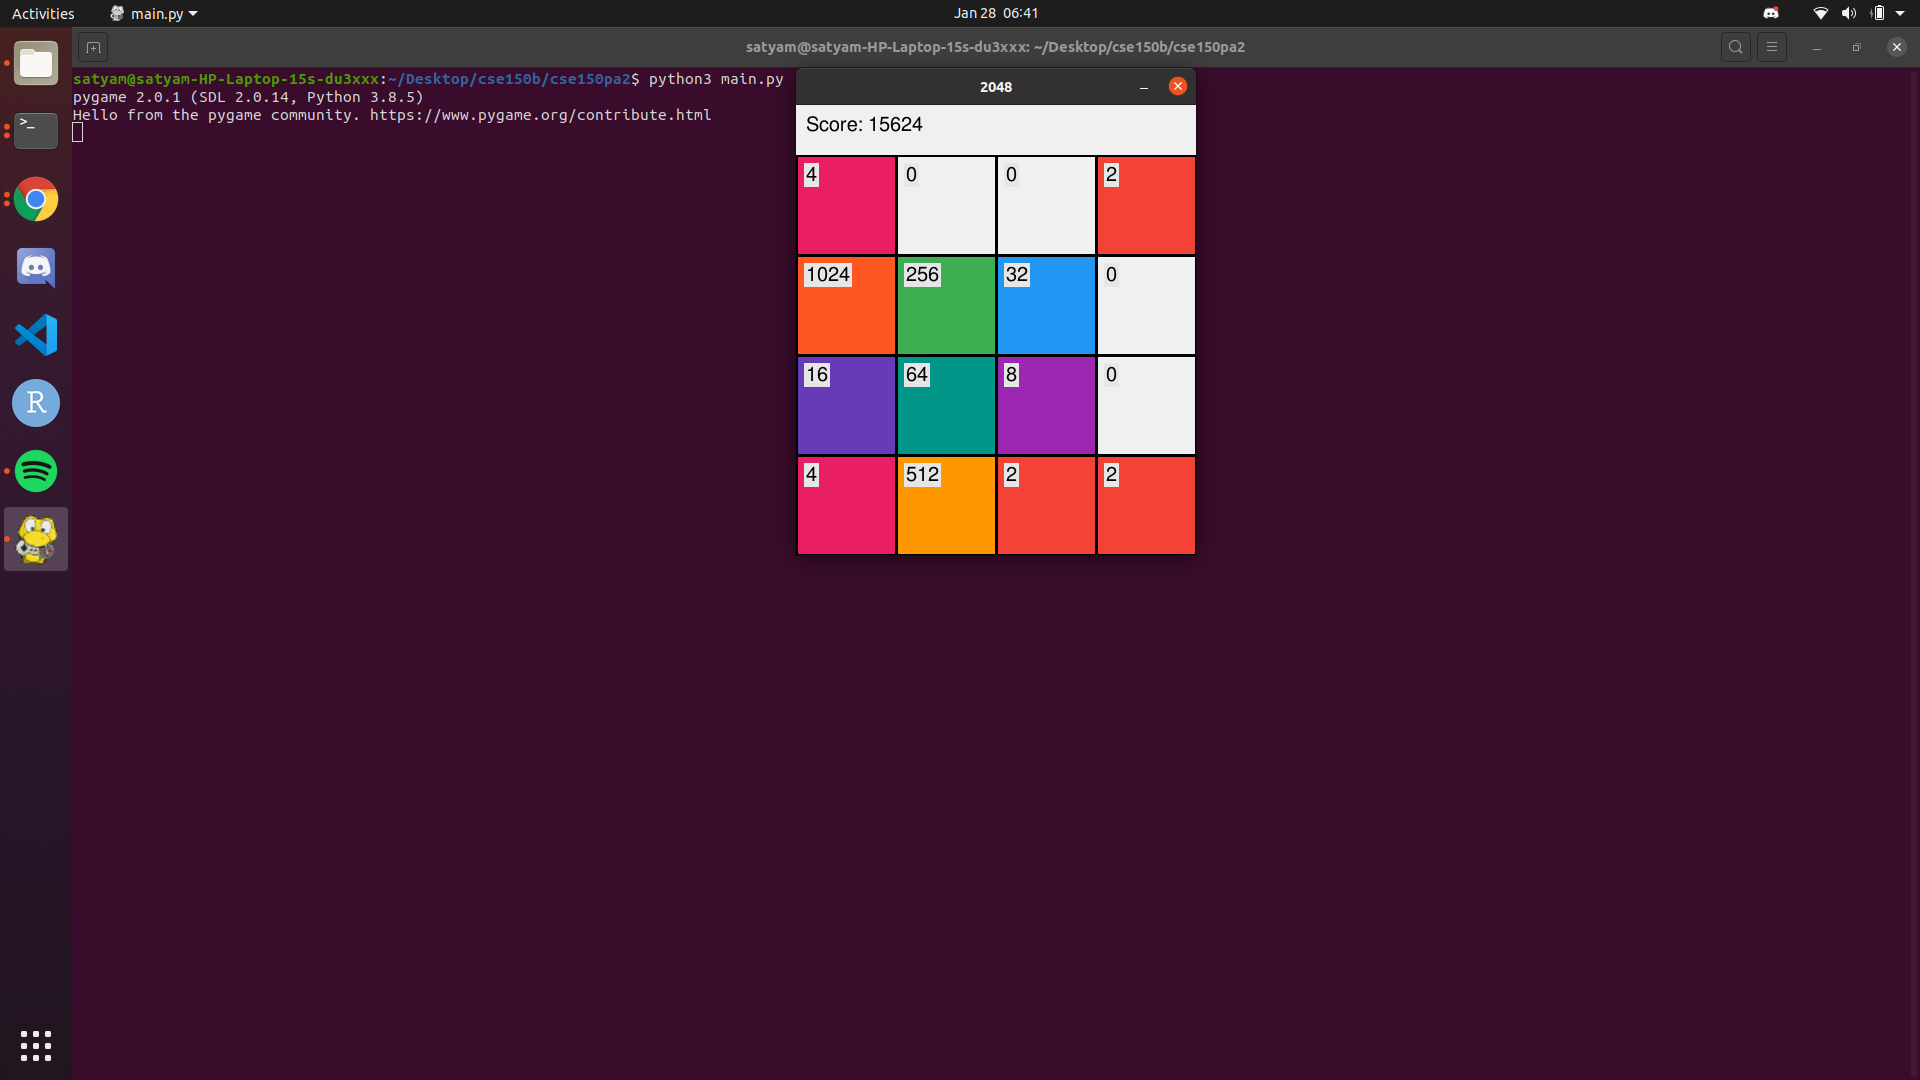 Activities main.py Jan 28 06:41
satyam@satyam-HP-Laptop-15s-du3xxx: ~/Desktop/cse150b/cse150pa2
satyam@satyam-HP-Laptop-15s-du3xxx:~/Desktop/cse150b/cse150pa2$ python3 main.py
pygame 2.0.1 (SDL 2.0.14, Python 3.8.5)
Hello from the pygame community. https://www.pygame.org/contribute.html
2048
Score: 15624
4 0 0 2
1024 256 32 0
16 64 8 0
4 512 2 2
>_
R